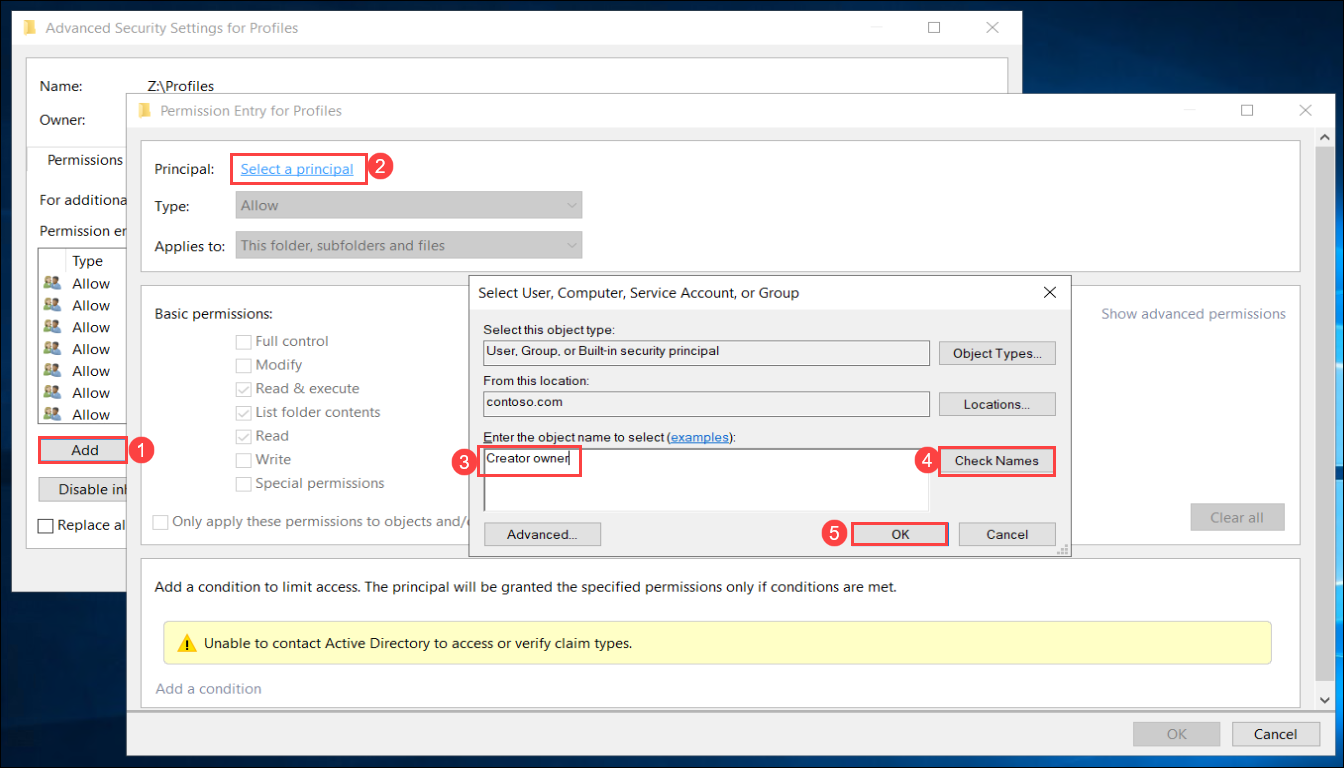 Advanced Security Settings for Profiles
Name: Z:\Profiles
Owner:
Permissions
For additiona
Permission en
Type
Allow
Allow
Allow
Allow
Allow
Allow
Allow
Add 1
Disable inh
Replace al
Permission Entry for Profiles
Principal: Select a principal 2
Type: Allow
Applies to: This folder, subfolders and files
Basic permissions:
Show advanced permissions
Full control
Modify
Read & execute
List folder contents
Read
Write
Special permissions
Only apply these permissions to objects and/c
Clear all
Select User, Computer, Service Account, or Group
Select this object type:
User, Group, or Built-in security principal
Object Types...
From this location:
contoso.com
Locations...
Enter the object name to select (examples):
3 Creator owner
4 Check Names
Advanced...
5 OK
Cancel
Add a condition to limit access. The principal will be granted the specified permissions only if conditions are met.
Unable to contact Active Directory to access or verify claim types.
Add a condition
OK
Cancel